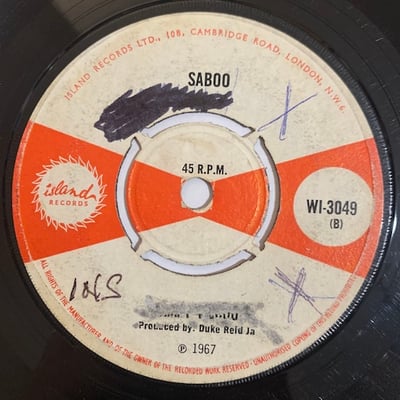 ISLAND RECORDS LTD., 108, CAMBRIDGE ROAD, LONDON, N.W.6.
SABOO
45 R.P.M.
island
RECORDS
WI-3049
(B)
INS
Produced by: Duke Reid Ja
℗ 1967
ALL RIGHTS OF THE MANUFACTURER AND OF THE OWNER OF THE RECORDED WORK RESERVED - UNAUTHORISED COPYING OF THIS RECORD PROHIBITED